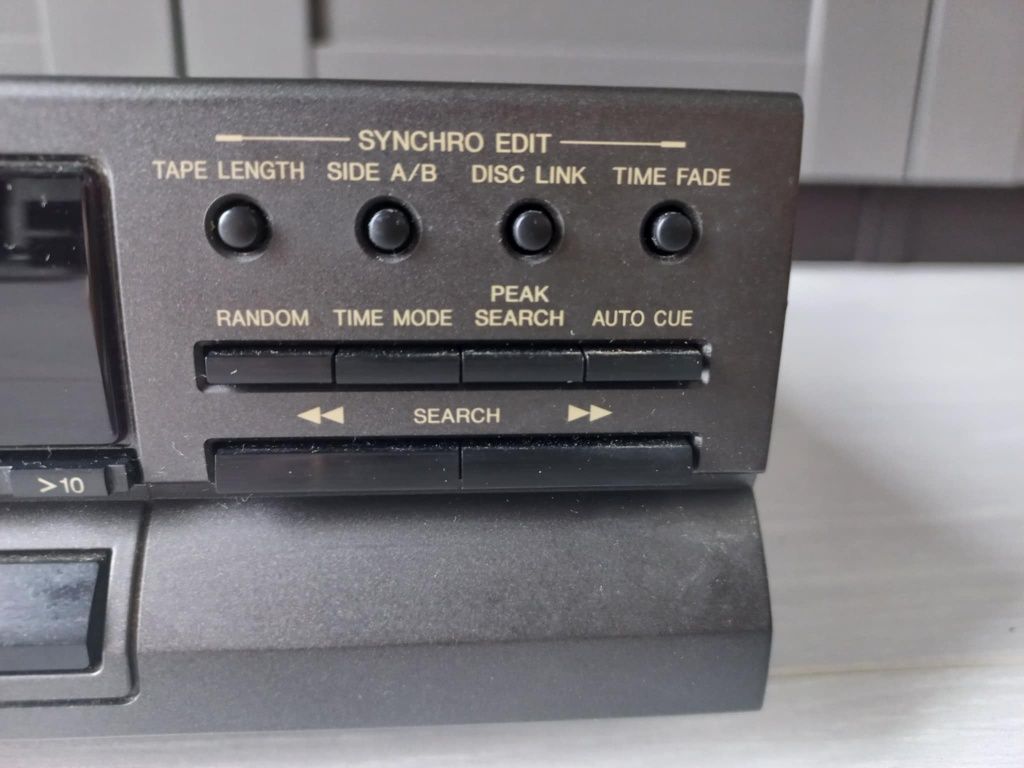 SYNCHRO EDIT
TAPE LENGTH SIDE A/B DISC LINK TIME FADE
PEAK
RANDOM TIME MODE SEARCH AUTO CUE
◀◀ SEARCH ▶▶
>10